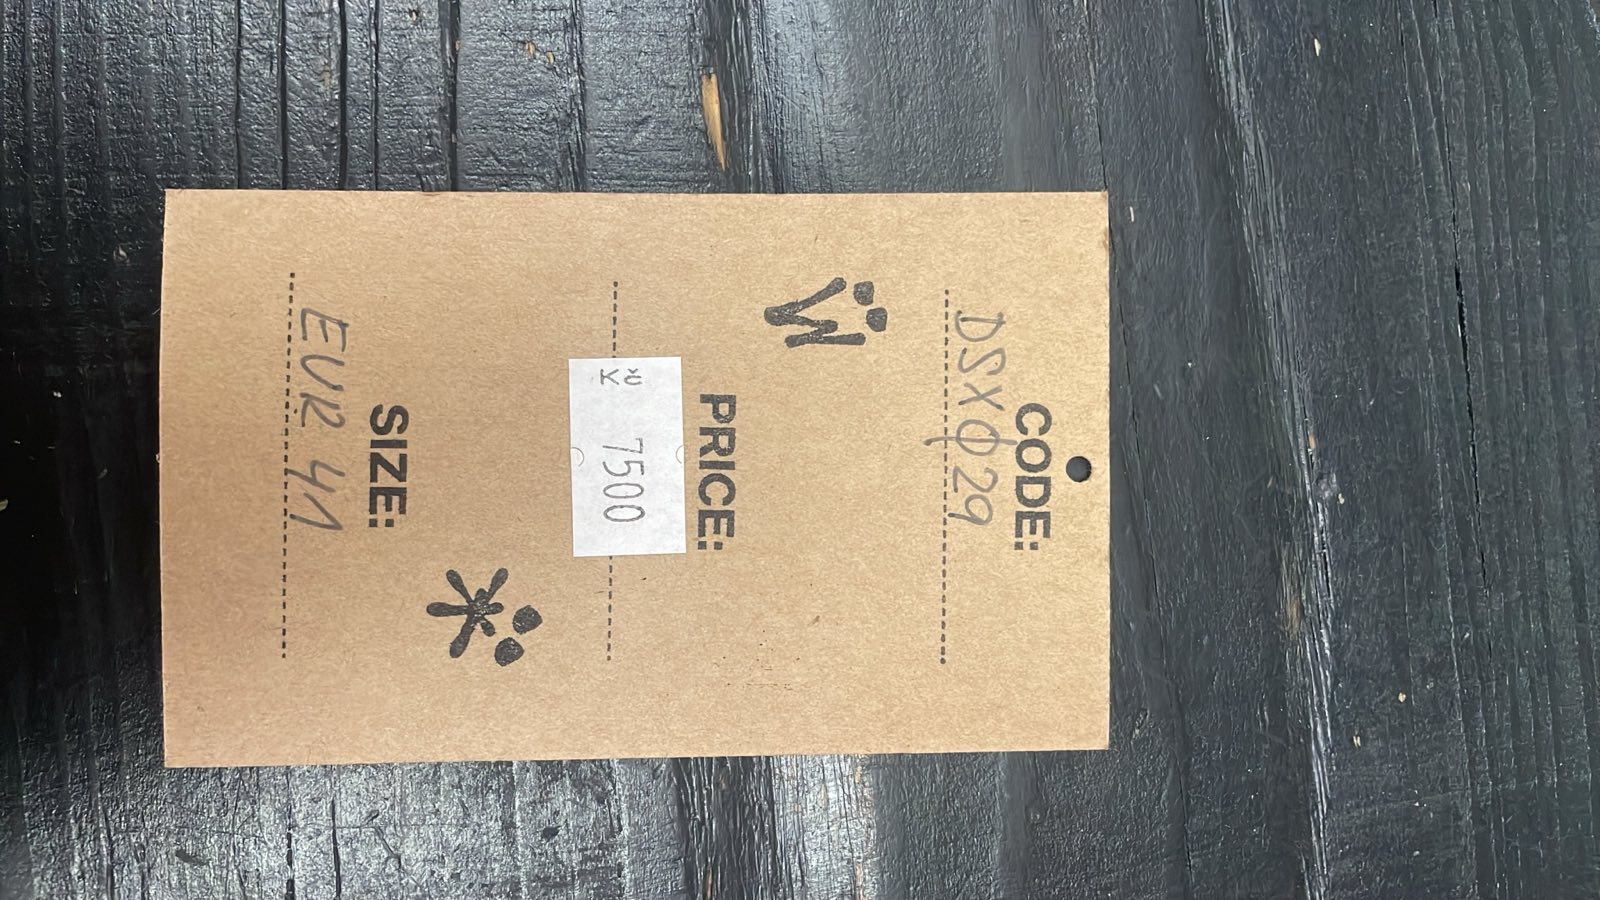 CODE:
DSXφ29
PRICE:
Kč 7500
SIZE:
EUR 41